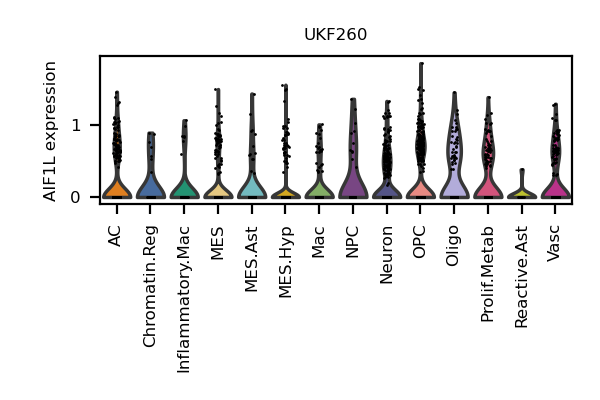 UKF260
AIF1L expression
1
0
AC
Chromatin.Reg
Inflammatory.Mac
MES
MES.Ast
MES.Hyp
Mac
NPC
Neuron
OPC
Oligo
Prolif.Metab
Reactive.Ast
Vasc